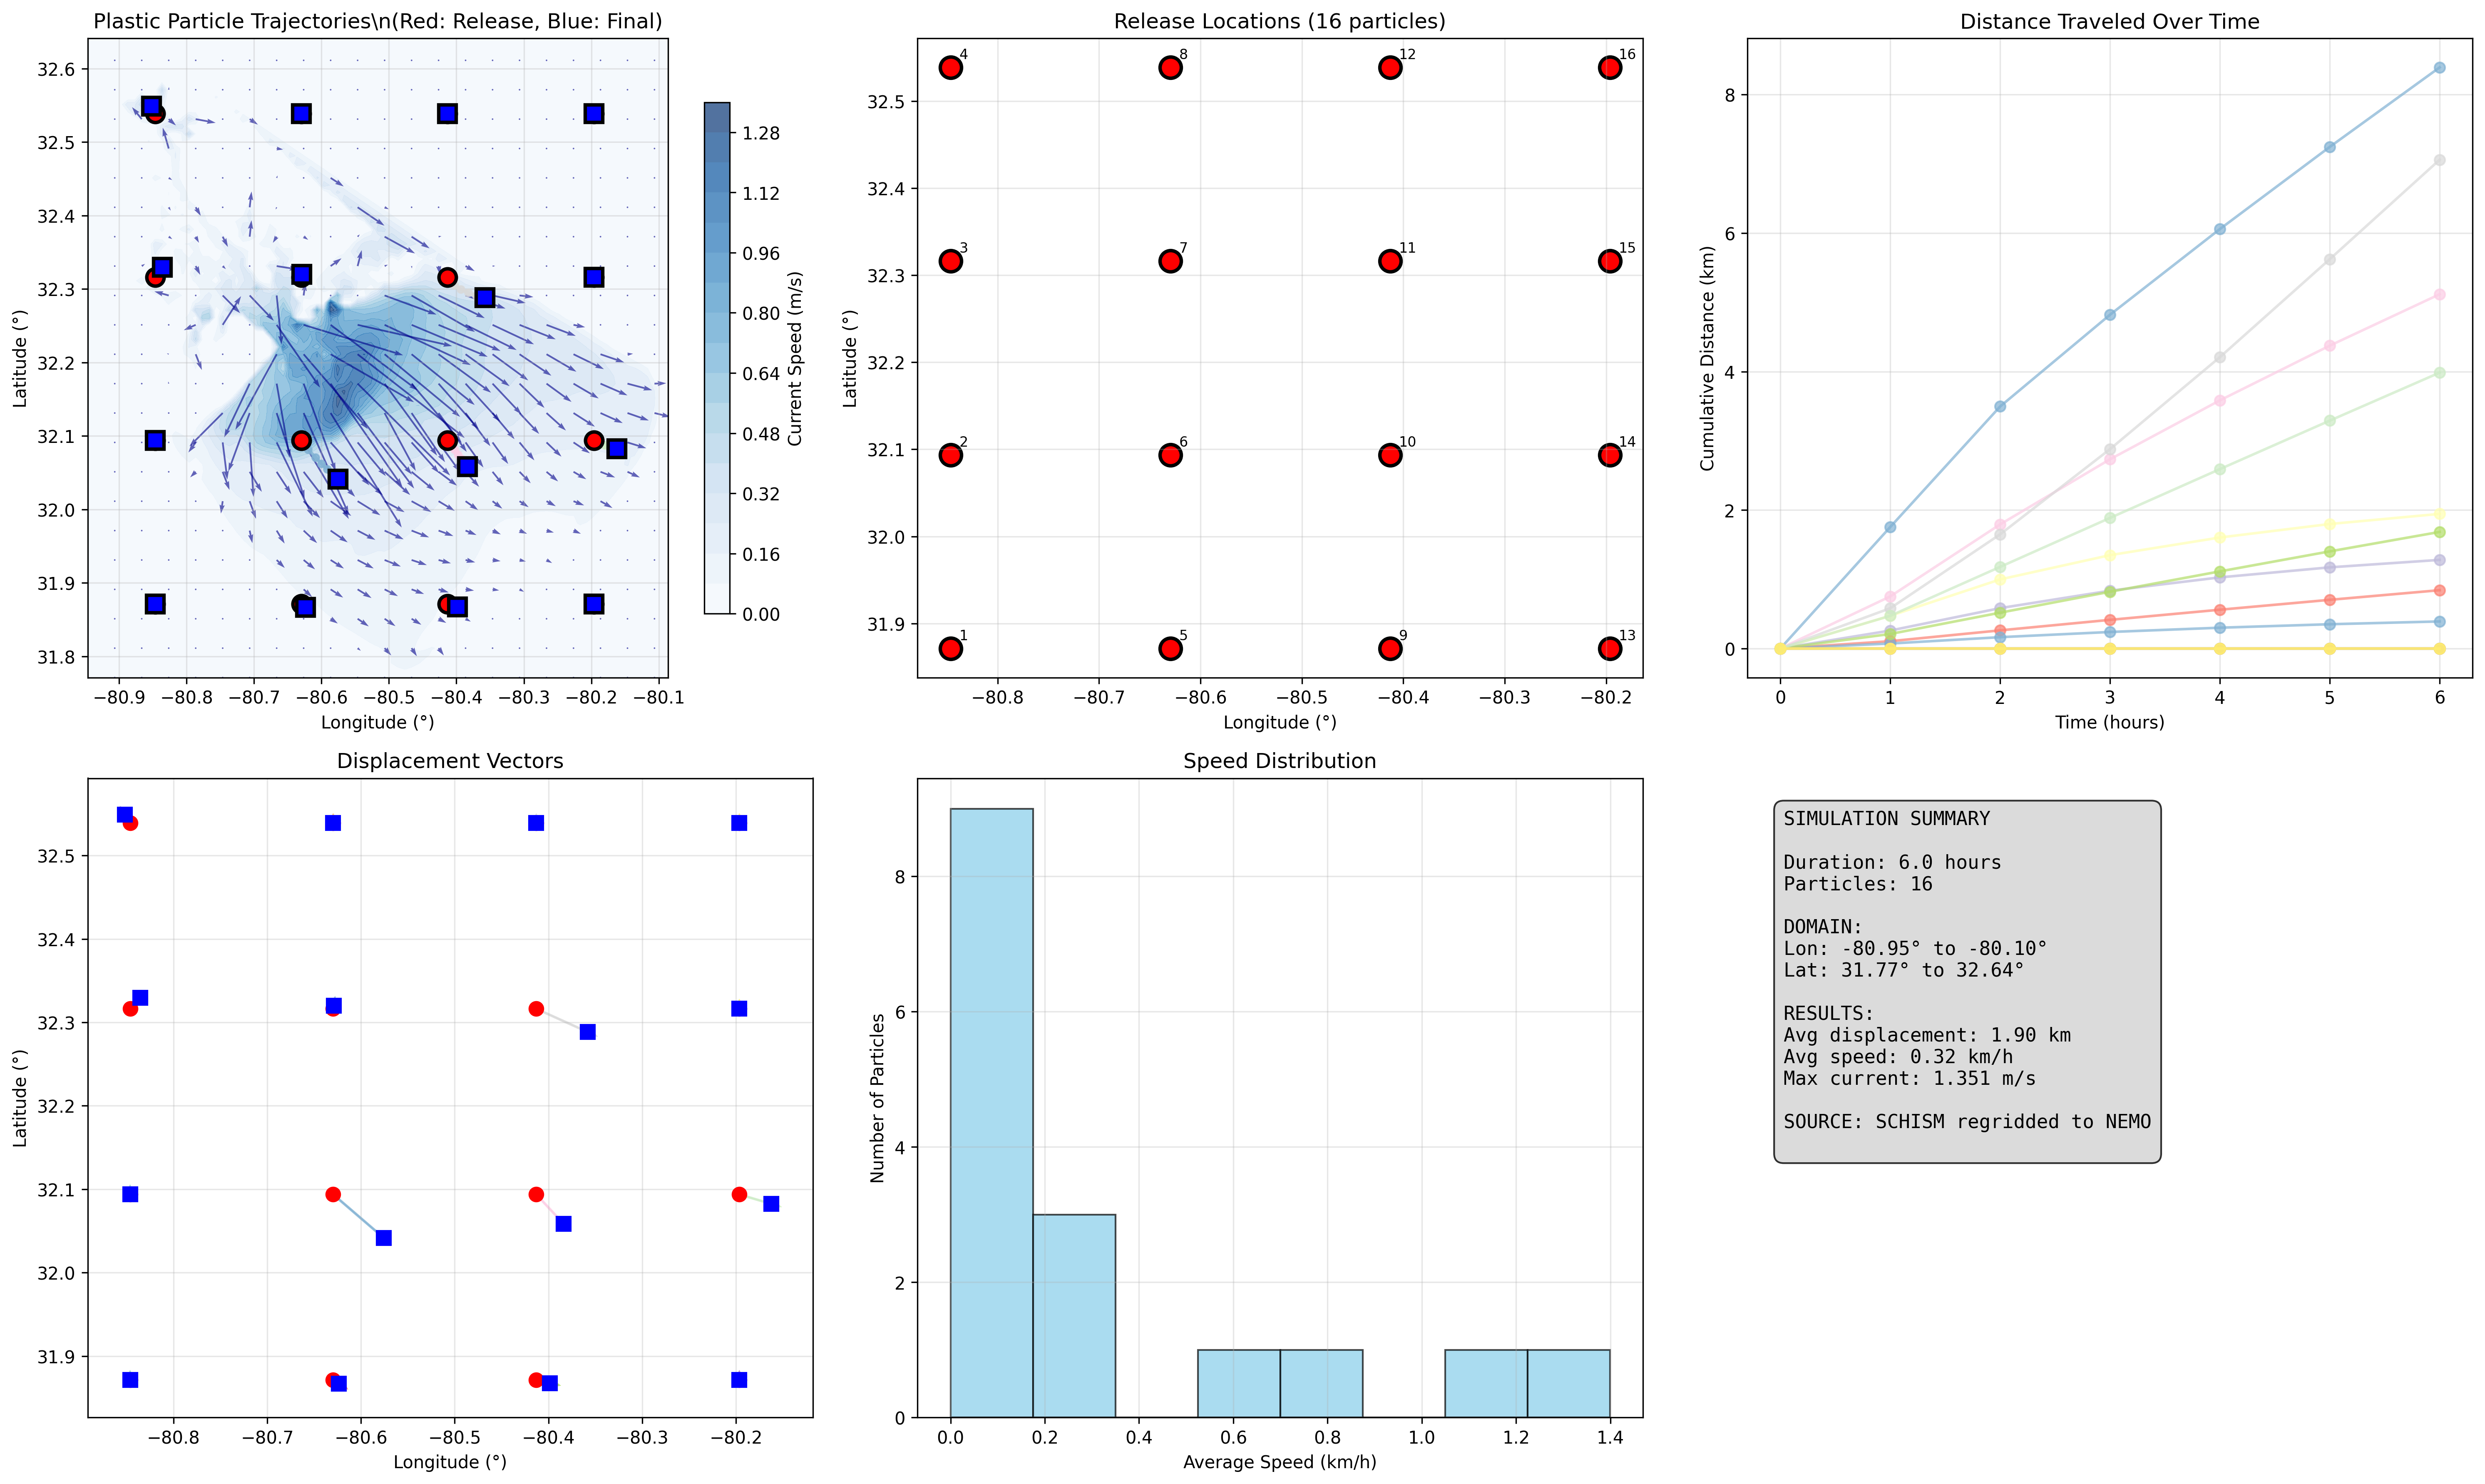 Plastic Particle Trajectories\n(Red: Release, Blue: Final)
32.6
32.5
32.4
32.3
32.2
32.1
32.0
31.9
31.8
Latitude (°)
−80.9 −80.8 −80.7 −80.6 −80.5 −80.4 −80.3 −80.2 −80.1
Longitude (°)
1.28
1.12
0.96
0.80
0.64
0.48
0.32
0.16
0.00
Current Speed (m/s)
Release Locations (16 particles)
4 8 12 16
3 7 11 15
2 6 10 14
1 5 9 13
32.5
32.4
32.3
32.2
32.1
32.0
31.9
Latitude (°)
−80.8 −80.7 −80.6 −80.5 −80.4 −80.3 −80.2
Longitude (°)
Distance Traveled Over Time
8
6
4
2
0
Cumulative Distance (km)
0 1 2 3 4 5 6
Time (hours)
Displacement Vectors
32.5
32.4
32.3
32.2
32.1
32.0
31.9
Latitude (°)
−80.8 −80.7 −80.6 −80.5 −80.4 −80.3 −80.2
Longitude (°)
Speed Distribution
8
6
4
2
0
Number of Particles
0.0 0.2 0.4 0.6 0.8 1.0 1.2 1.4
Average Speed (km/h)
SIMULATION SUMMARY
Duration: 6.0 hours
Particles: 16
DOMAIN:
Lon: -80.95° to -80.10°
Lat: 31.77° to 32.64°
RESULTS:
Avg displacement: 1.90 km
Avg speed: 0.32 km/h
Max current: 1.351 m/s
SOURCE: SCHISM regridded to NEMO